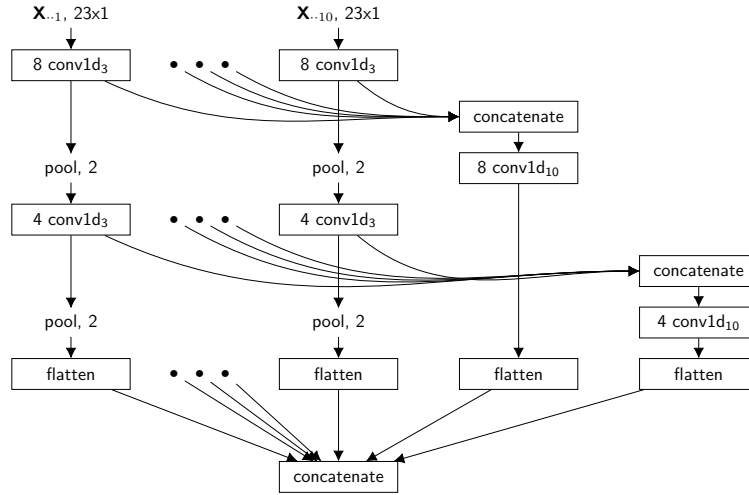 X..1, 23x1
X..10, 23x1
8 conv1d3
8 conv1d3
concatenate
pool, 2
pool, 2
8 conv1d10
4 conv1d3
4 conv1d3
concatenate
pool, 2
pool, 2
4 conv1d10
flatten
flatten
flatten
flatten
concatenate